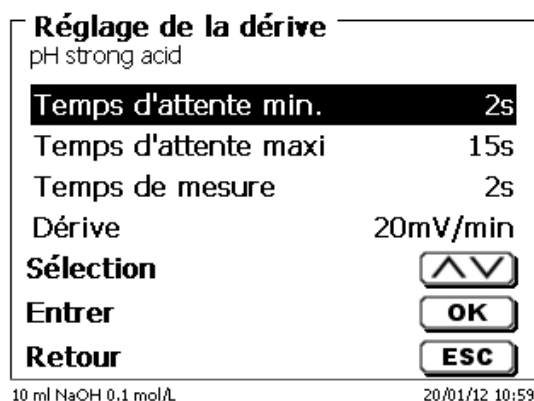 Réglage de la dérive
pH strong acid
Temps d'attente min. 2s
Temps d'attente maxi 15s
Temps de mesure 2s
Dérive 20mV/min
Sélection
Entrer OK
Retour ESC
10 ml NaOH 0.1 mol/L 20/01/12 10:59